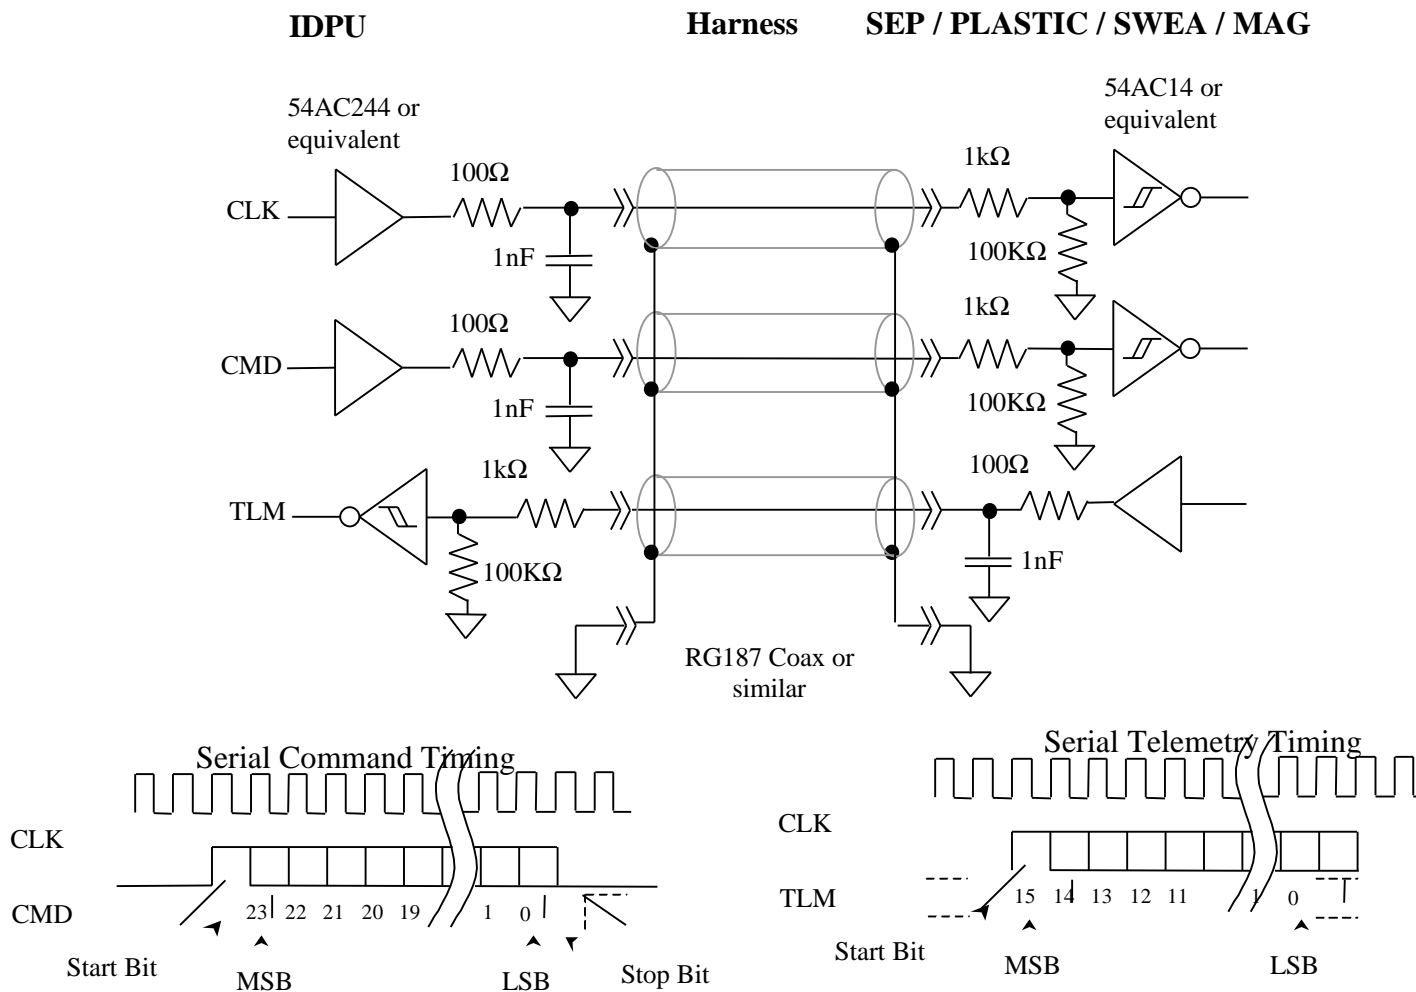 IDPU
Harness
SEP / PLASTIC / SWEA / MAG
54AC244 or
equivalent
54AC14 or
equivalent
CLK
100Ω
1nF
1kΩ
100KΩ
CMD
100Ω
1nF
1kΩ
100KΩ
TLM
1kΩ
100KΩ
100Ω
1nF
RG187 Coax or
similar
Serial Command Timing
CLK
CMD
23 22 21 20 19 1 0
Start Bit
MSB
LSB
Stop Bit
Serial Telemetry Timing
CLK
TLM
15 14 13 12 11 1 0
Start Bit
MSB
LSB